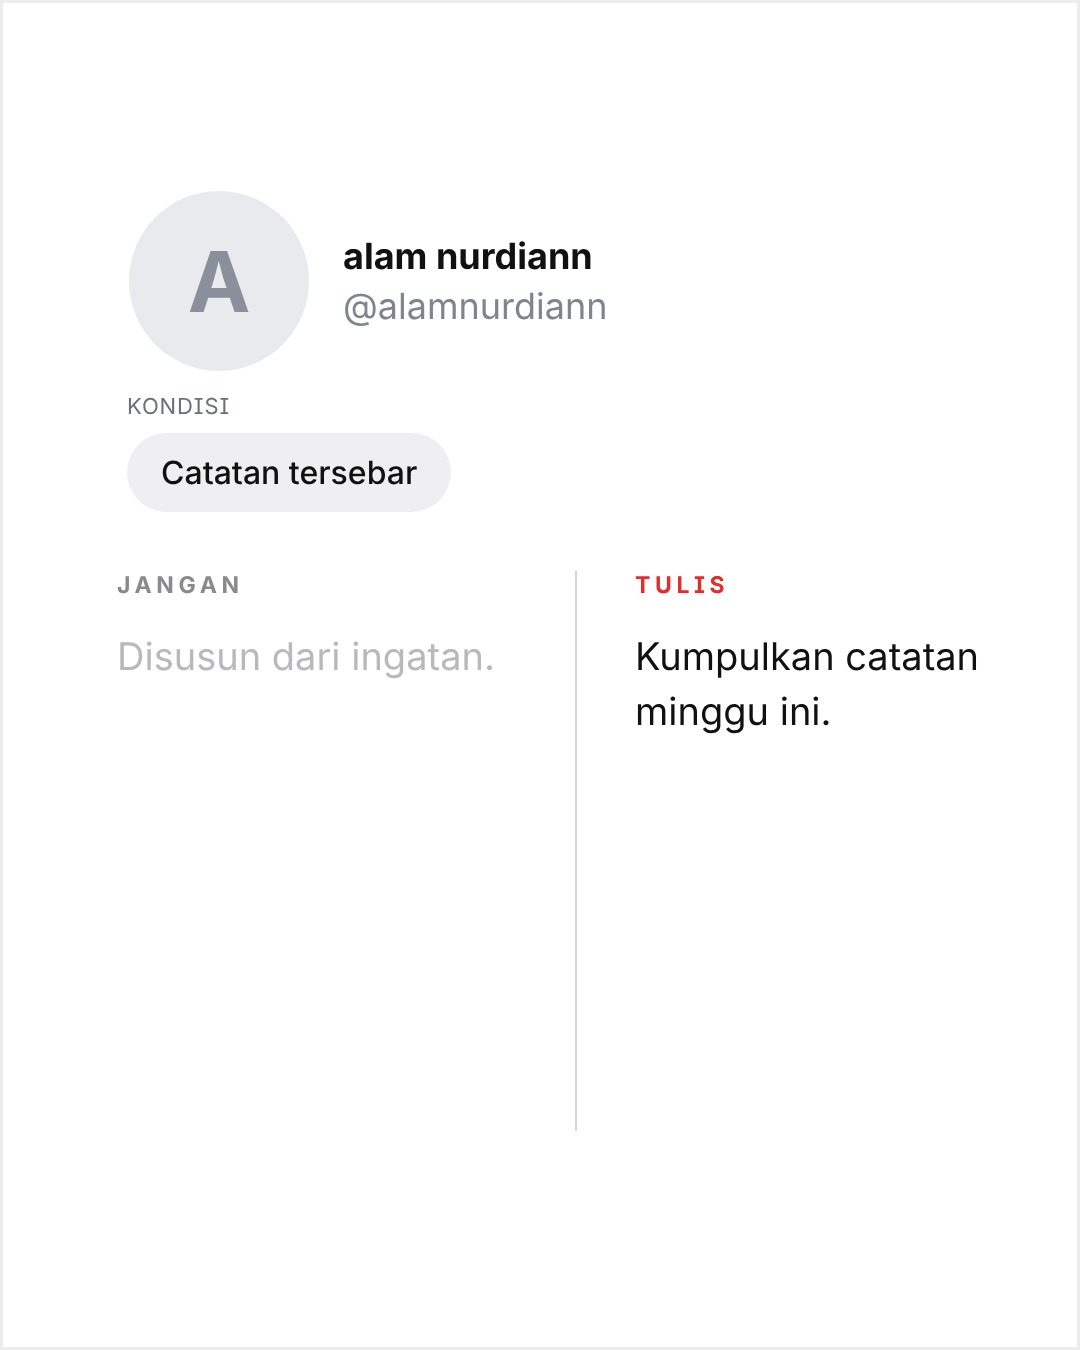 A
alam nurdiann
@alamnurdiann
KONDISI
Catatan tersebar
JANGAN
Disusun dari ingatan.
TULIS
Kumpulkan catatan
minggu ini.